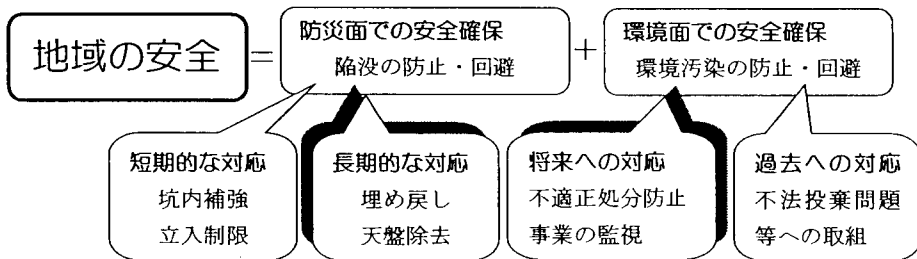 地域の安全
=
防災面での安全確保
陥没の防止・回避
+
環境面での安全確保
環境汚染の防止・回避
短期的な対応
坑内補強
立入制限
長期的な対応
埋め戻し
天盤除去
将来への対応
不適正処分防止
事業の監視
過去への対応
不法投棄問題
等への取組